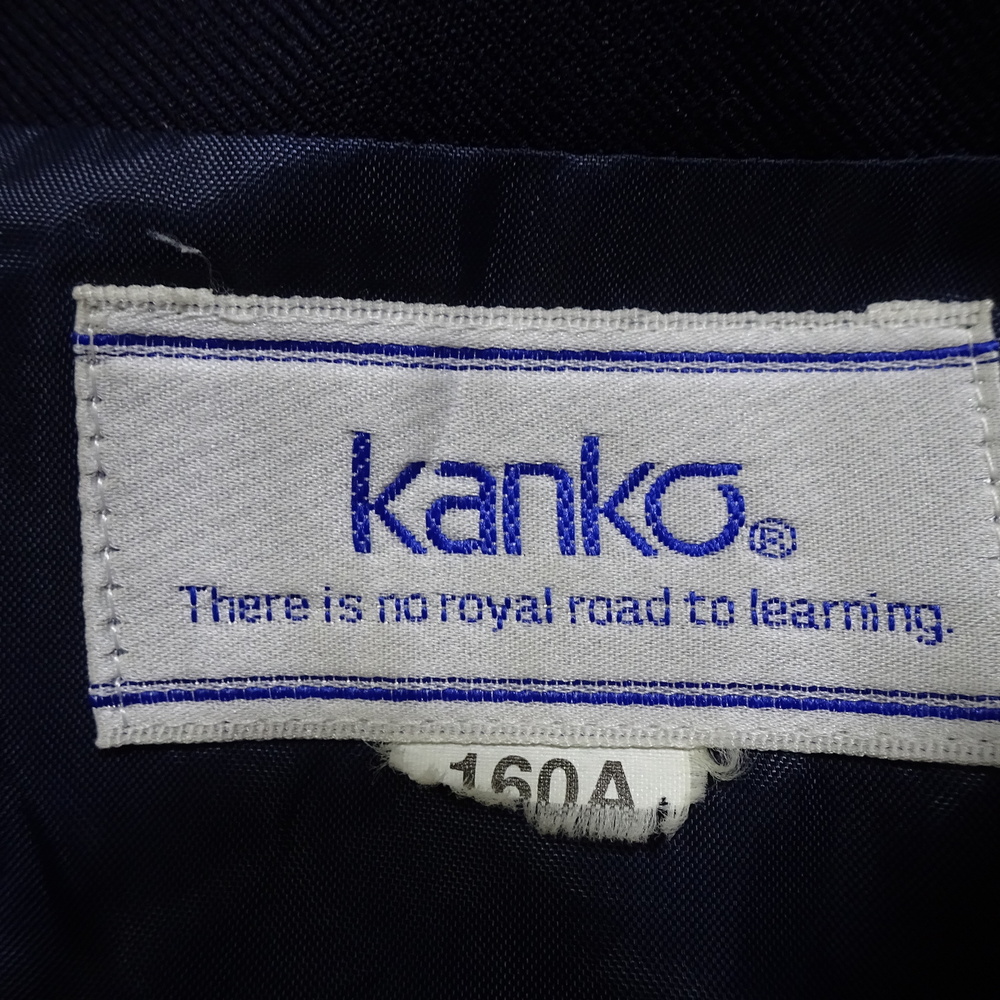 kanko®
There is no royal road to learning.
160A